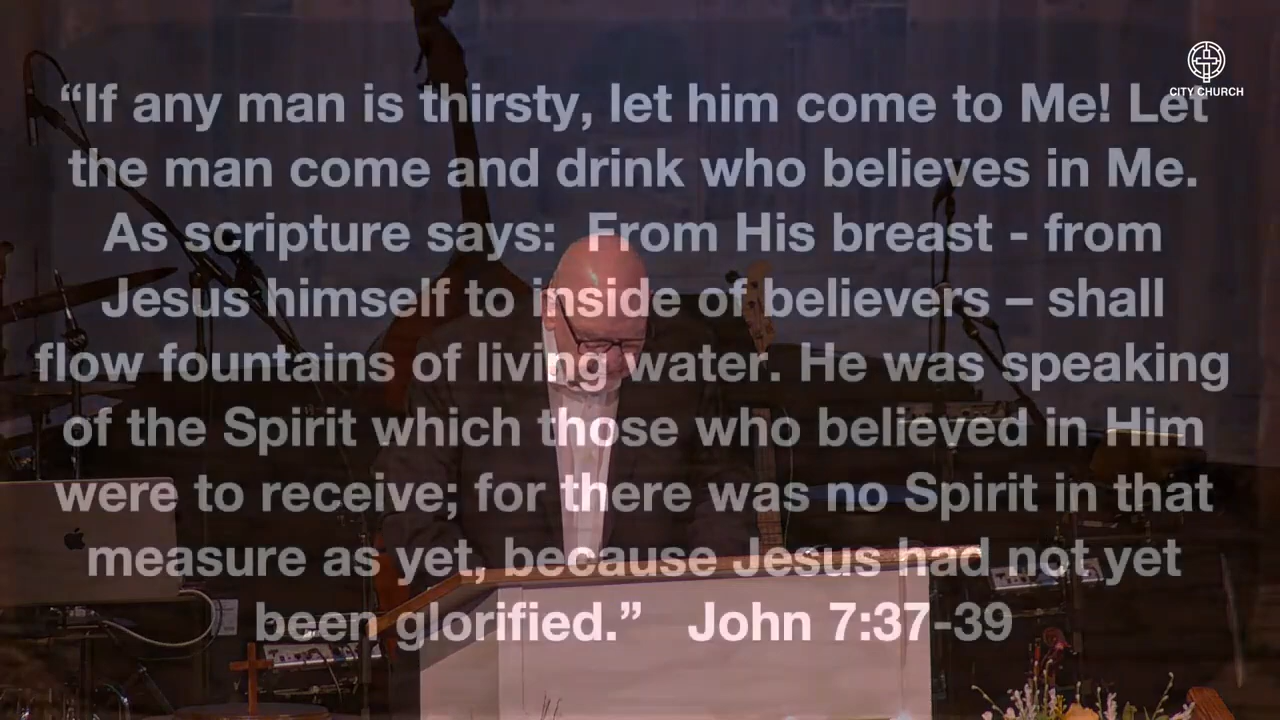 CITY CHURCH
“If any man is thirsty, let him come to Me! Let
the man come and drink who believes in Me.
As scripture says:  From His breast - from
Jesus himself to inside of believers – shall
flow fountains of living water. He was speaking
of the Spirit which those who believed in Him
were to receive; for there was no Spirit in that
measure as yet, because Jesus had not yet
been glorified.”   John 7:37-39